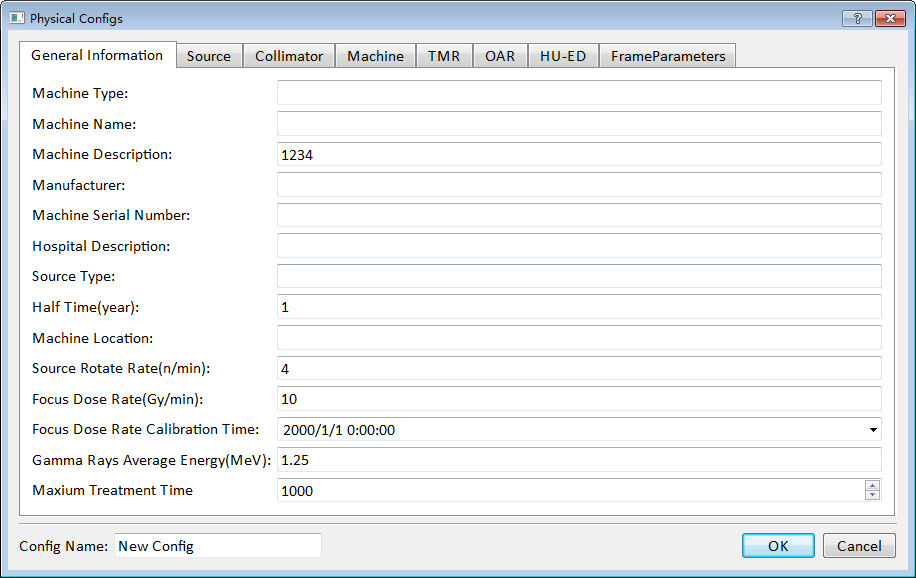 Physical Configs
?
General Information Source Collimator Machine TMR OAR HU-ED FrameParameters
Machine Type:
Machine Name:
Machine Description: 1234
Manufacturer:
Machine Serial Number:
Hospital Description:
Source Type:
Half Time(year): 1
Machine Location:
Source Rotate Rate(n/min): 4
Focus Dose Rate(Gy/min): 10
Focus Dose Rate Calibration Time: 2000/1/1 0:00:00
Gamma Rays Average Energy(MeV): 1.25
Maxium Treatment Time 1000
Config Name: New Config OK Cancel